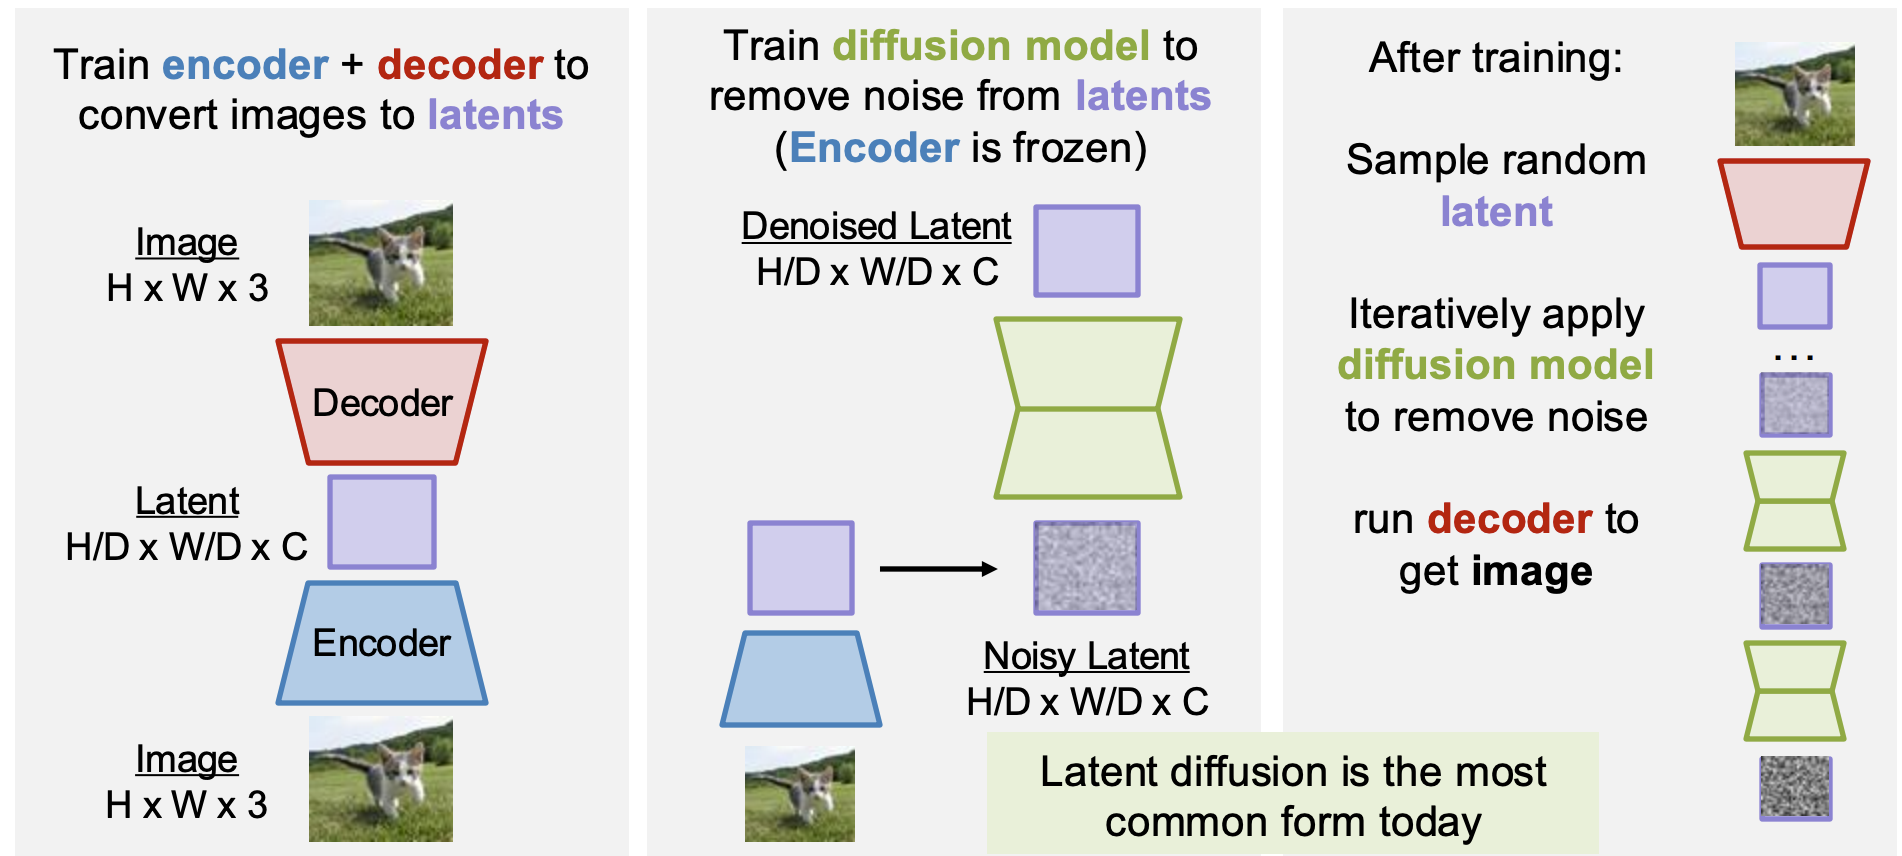 Train encoder + decoder to
convert images to latents
Image
H x W x 3
Decoder
Latent
H/D x W/D x C
Encoder
Image
H x W x 3
Train diffusion model to
remove noise from latents
(Encoder is frozen)
Denoised Latent
H/D x W/D x C
Noisy Latent
H/D x W/D x C
After training:
Sample random
latent
Iteratively apply
diffusion model
to remove noise
run decoder to
get image
...
Latent diffusion is the most
common form today